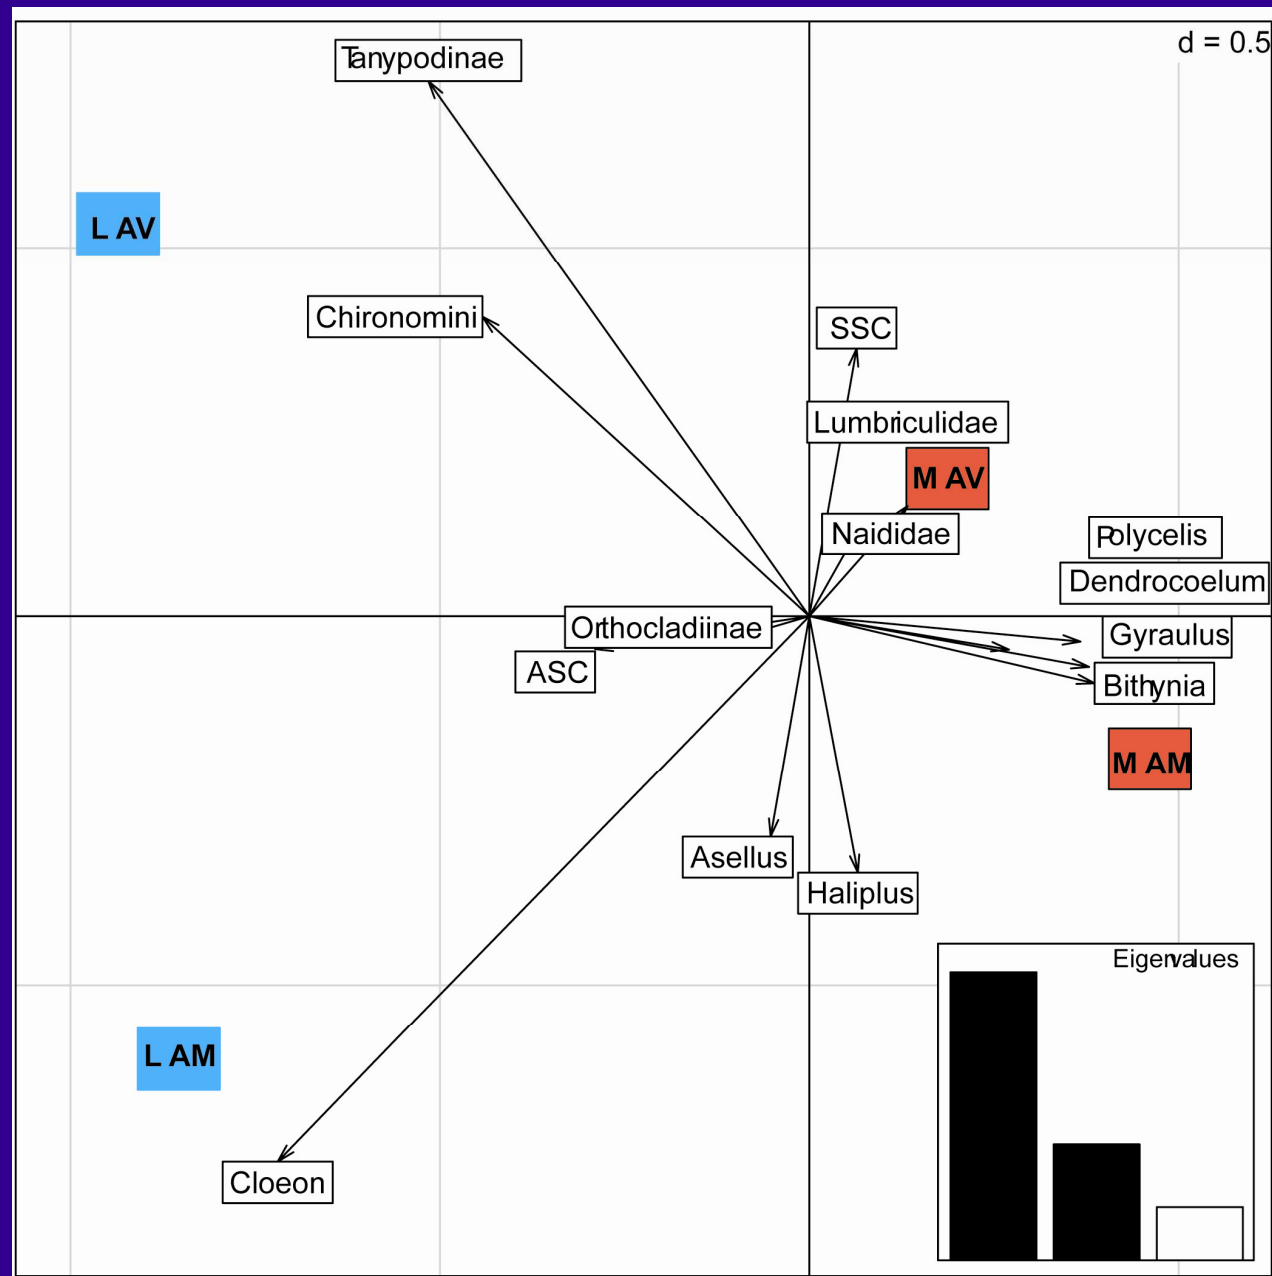 d = 0.5
Tanypodinae
L AV
Chironomini
SSC
Lumbriculidae
M AV
Naididae
Polycelis
Dendrocoelum
Orthocladiinae
Gyraulus
ASC
Bithynia
M AM
Asellus
Haliplus
Eigenvalues
L AM
Cloeon